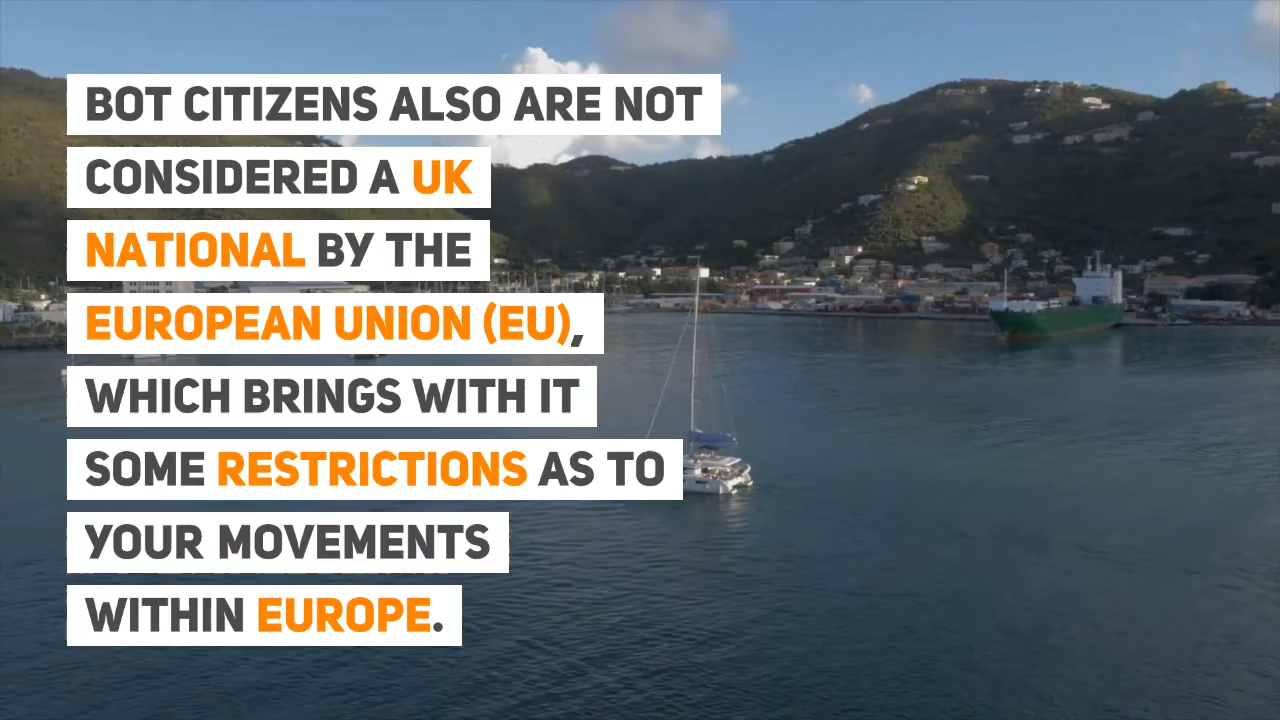 BOT CITIZENS ALSO ARE NOT
CONSIDERED A UK
NATIONAL BY THE
EUROPEAN UNION (EU),
WHICH BRINGS WITH IT
SOME RESTRICTIONS AS TO
YOUR MOVEMENTS
WITHIN EUROPE.